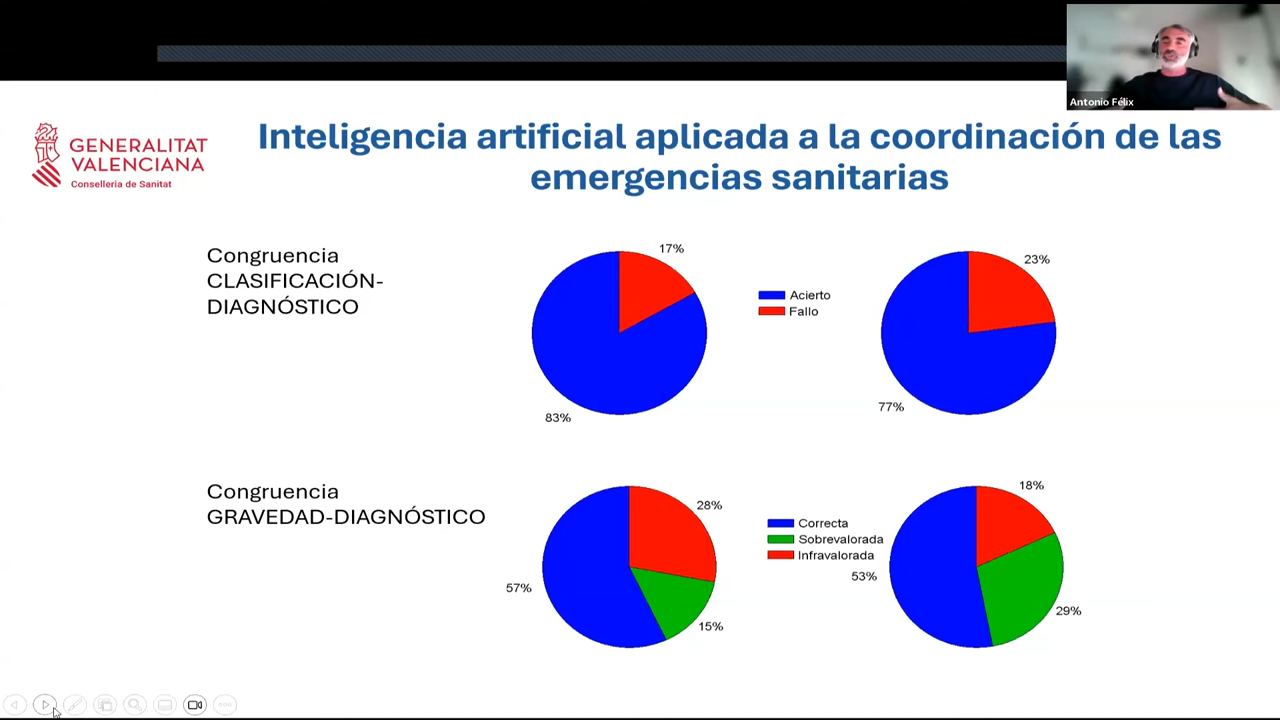 Antonio Félix
GENERALITAT
VALENCIANA
Conselleria de Sanitat
Inteligencia artificial aplicada a la coordinación de las
emergencias sanitarias
Congruencia
CLASIFICACIÓN-
DIAGNÓSTICO
17%
83%
Acierto
Fallo
23%
77%
Congruencia
GRAVEDAD-DIAGNÓSTICO
28%
57%
15%
Correcta
Sobrevalorada
Infravalorada
18%
53%
29%